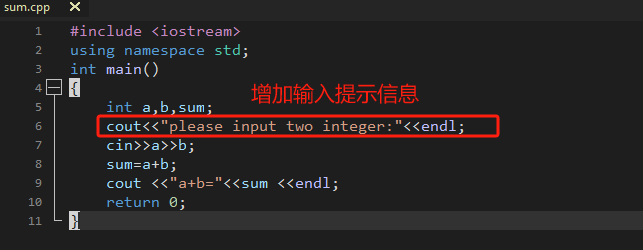 sum.cpp X
1 #include <iostream>
2 using namespace std;
3 int main()
4 {
增加输入提示信息
5 int a,b,sum;
6 cout<<"please input two integer:"<<endl;
7 cin>>a>>b;
8 sum=a+b;
9 cout <<"a+b="<<sum <<endl;
10 return 0;
11 }